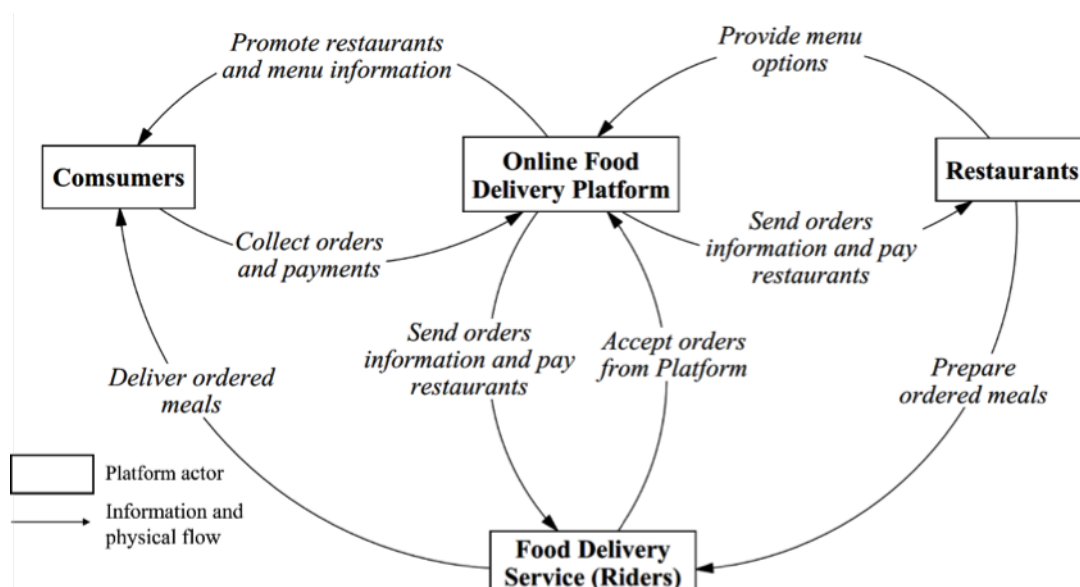 Promote restaurants
and menu information
Provide menu
options
Comsumers
Online Food
Delivery Platform
Restaurants
Collect orders
and payments
Send orders
information and pay
restaurants
Send orders
information and pay
restaurants
Accept orders
from Platform
Deliver ordered
meals
Prepare
ordered meals
Platform actor
Information and
physical flow
Food Delivery
Service (Riders)